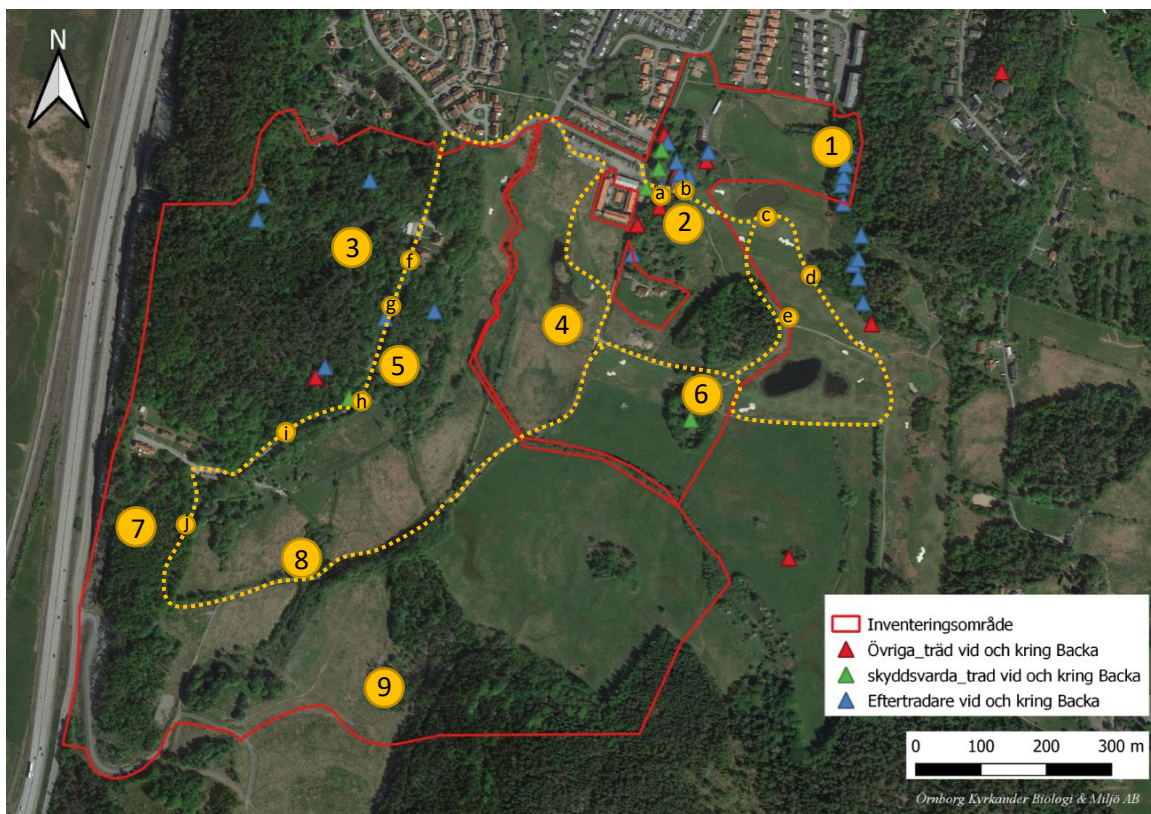 N
1
a
b
2
c
3
f
d
g
4
e
5
6
h
i
7
j
8
9
Inventeringsområde
Övriga_träd vid och kring Backa
skyddsvarda_trad vid och kring Backa
Eftertradare vid och kring Backa
0 100 200 300 m
Örnborg Kyrkander Biologi & Miljö AB